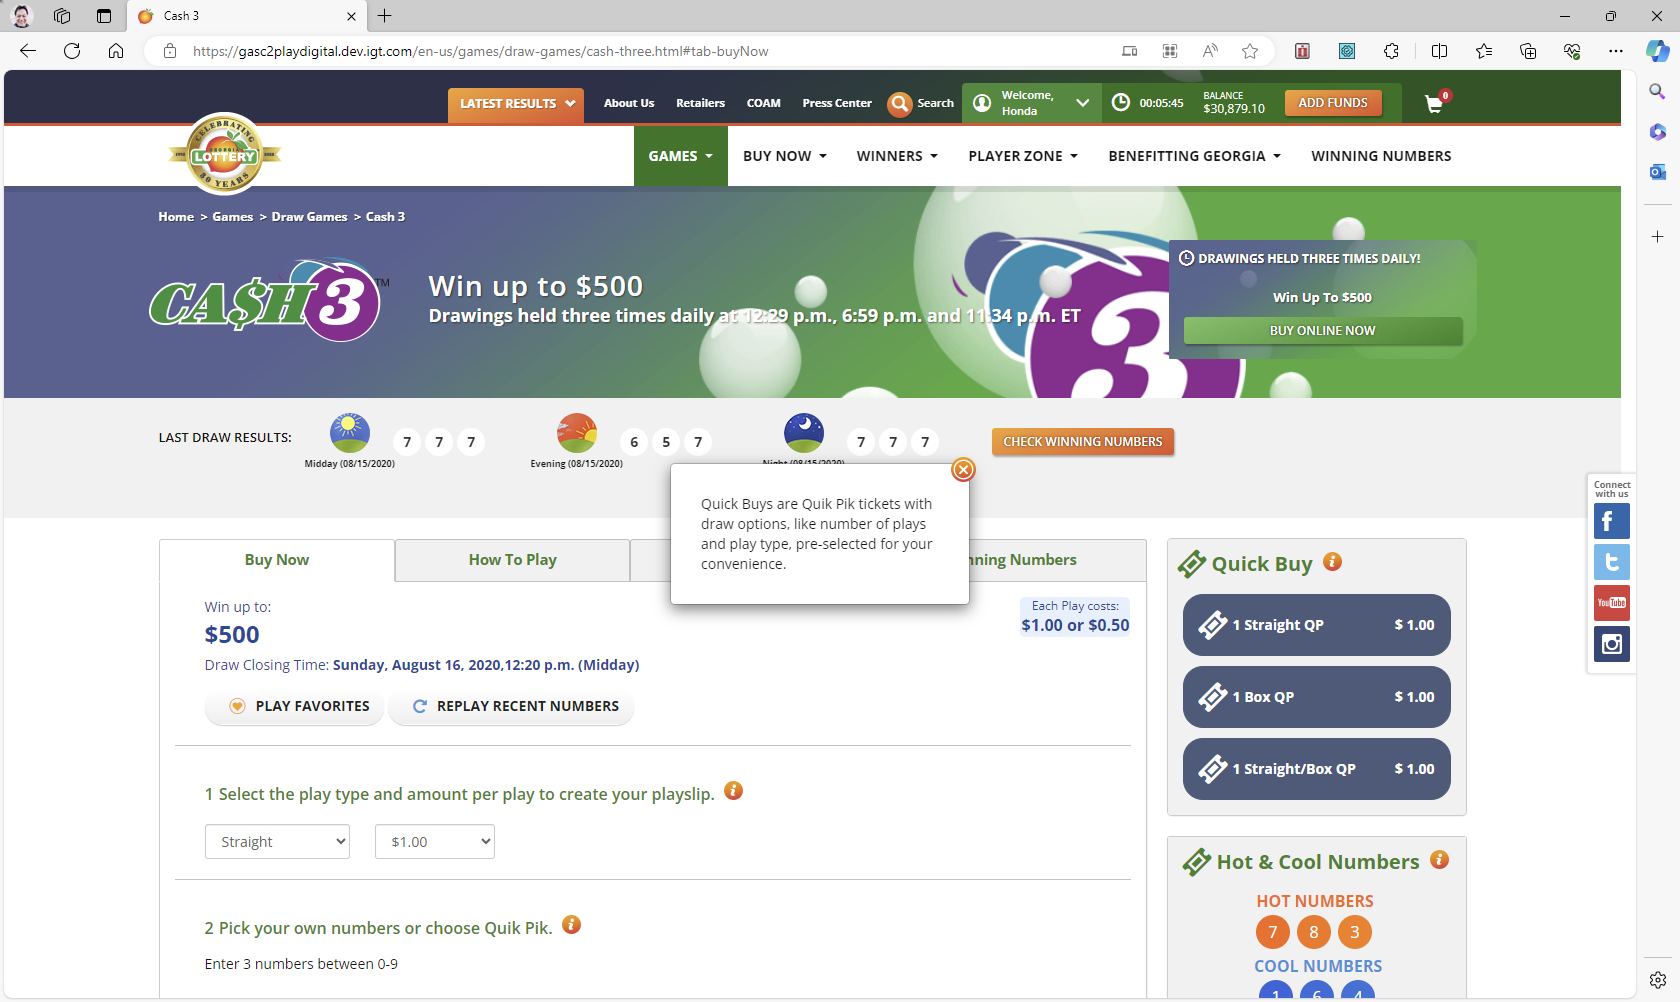 Cash 3
https://gasc2playdigital.dev.igt.com/en-us/games/draw-games/cash-three.html#tab-buyNow
LATEST RESULTS
About Us
Retailers
COAM
Press Center
Search
Welcome,
Honda
00:05:45
BALANCE
$30,879.10
ADD FUNDS
0
CELEBRATING
GEORGIA
LOTTERY
30 YEARS
GAMES
BUY NOW
WINNERS
PLAYER ZONE
BENEFITTING GEORGIA
WINNING NUMBERS
Home > Games > Draw Games > Cash 3
CA$H 3 TM
Win up to $500
Drawings held three times daily at 12:29 p.m., 6:59 p.m. and 11:34 p.m. ET
3
DRAWINGS HELD THREE TIMES DAILY!
Win Up To $500
BUY ONLINE NOW
LAST DRAW RESULTS:
7 7 7
Midday (08/15/2020)
6 5 7
Evening (08/15/2020)
7 7 7
Night (08/15/2020)
CHECK WINNING NUMBERS
Quick Buys are Quik Pik tickets with
draw options, like number of plays
and play type, pre-selected for your
convenience.
Connect
with us
You Tube
Buy Now
How To Play
nning Numbers
Win up to:
$500
Each Play costs:
$1.00 or $0.50
Draw Closing Time: Sunday, August 16, 2020,12:20 p.m. (Midday)
PLAY FAVORITES
REPLAY RECENT NUMBERS
1 Select the play type and amount per play to create your playslip.
Straight
$1.00
2 Pick your own numbers or choose Quik Pik.
Enter 3 numbers between 0-9
Quick Buy
1 Straight QP $ 1.00
1 Box QP $ 1.00
1 Straight/Box QP $ 1.00
Hot & Cool Numbers
HOT NUMBERS
7 8 3
COOL NUMBERS
1 6 4